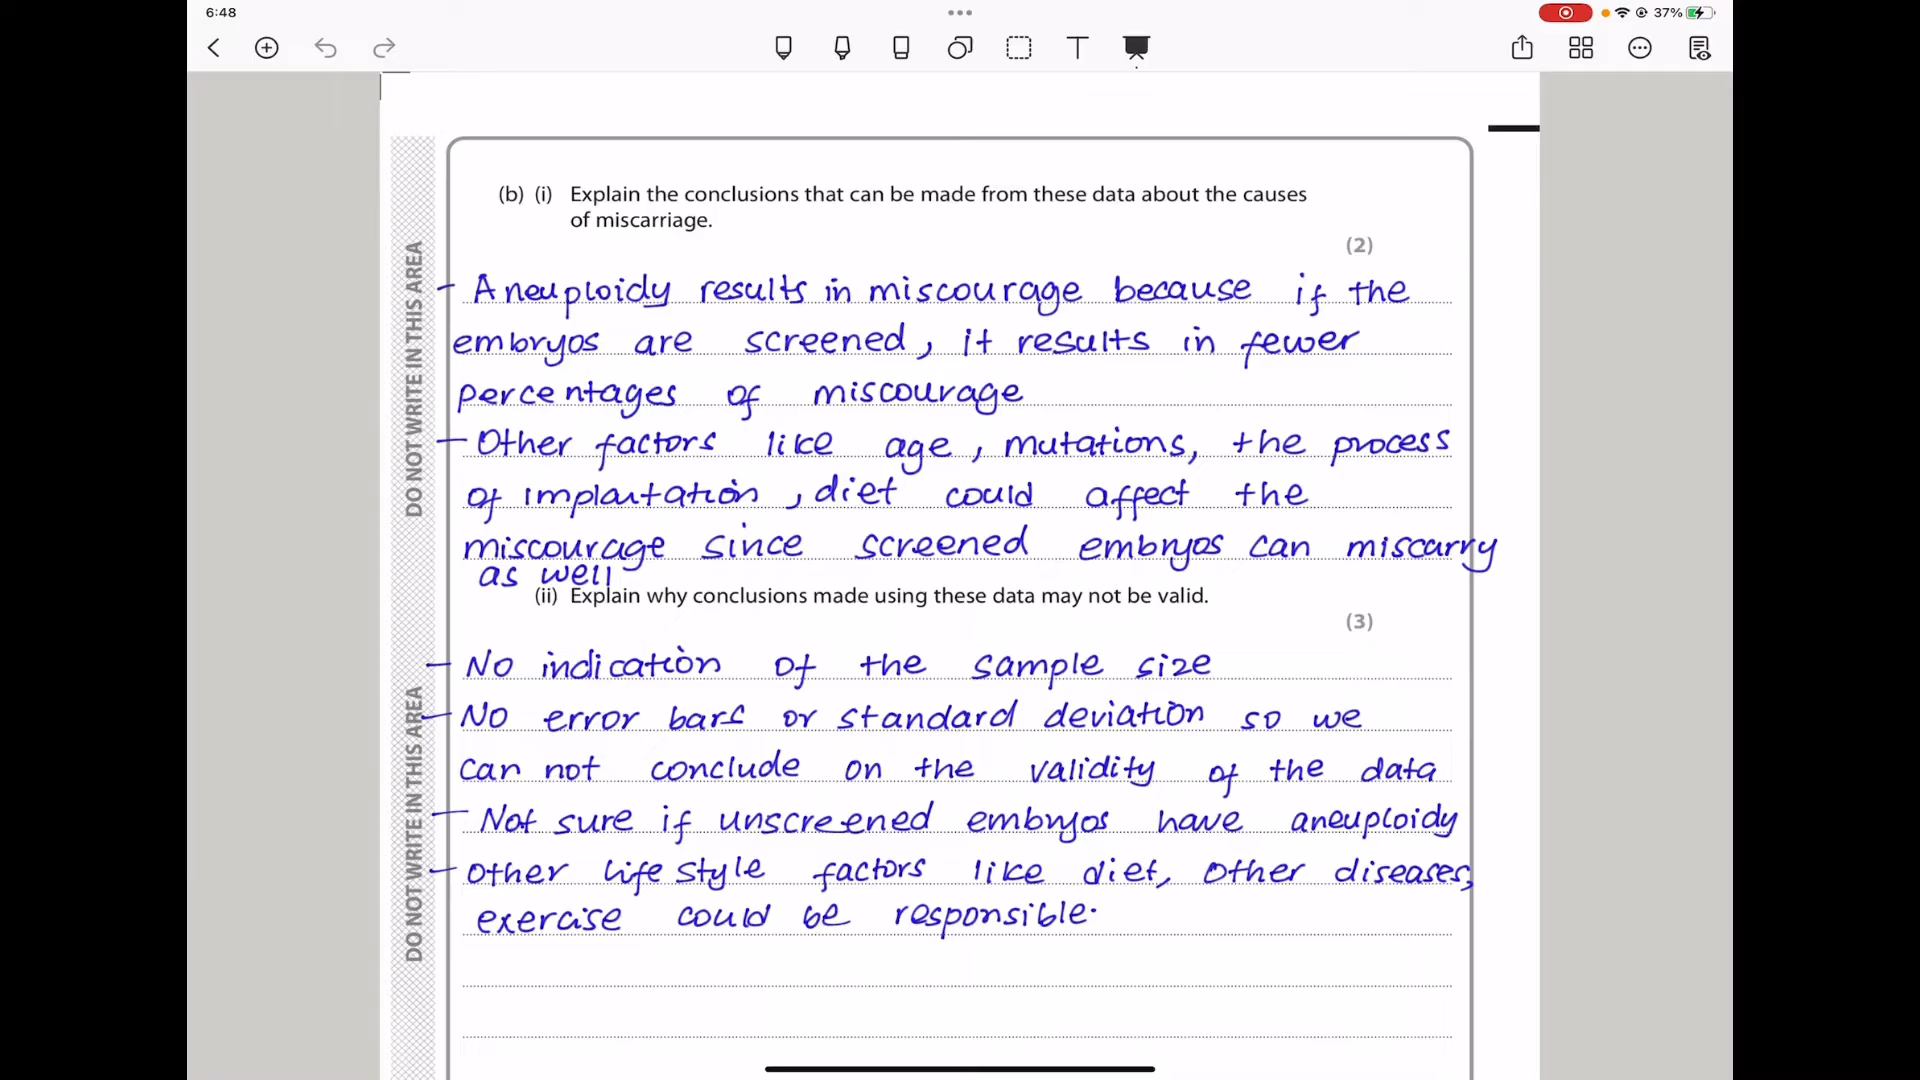 6:48
37%
(b) (i) Explain the conclusions that can be made from these data about the causes
of miscarriage.
(2)
- Aneuploidy results in miscourage because if the
embryos are screened, it results in fewer
percentages of miscourage
- Other factors like age, mutations, the process
of implantation, diet could affect the
miscourage since screened embryos can miscarry
as well
(ii) Explain why conclusions made using these data may not be valid.
(3)
- No indication of the sample size
- No error bars or standard deviation so we
can not conclude on the validity of the data
- Not sure if unscreened embryos have aneuploidy
- Other lifestyle factors like diet, other diseases,
exercise could be responsible.
DO NOT WRITE IN THIS AREA
DO NOT WRITE IN THIS AREA